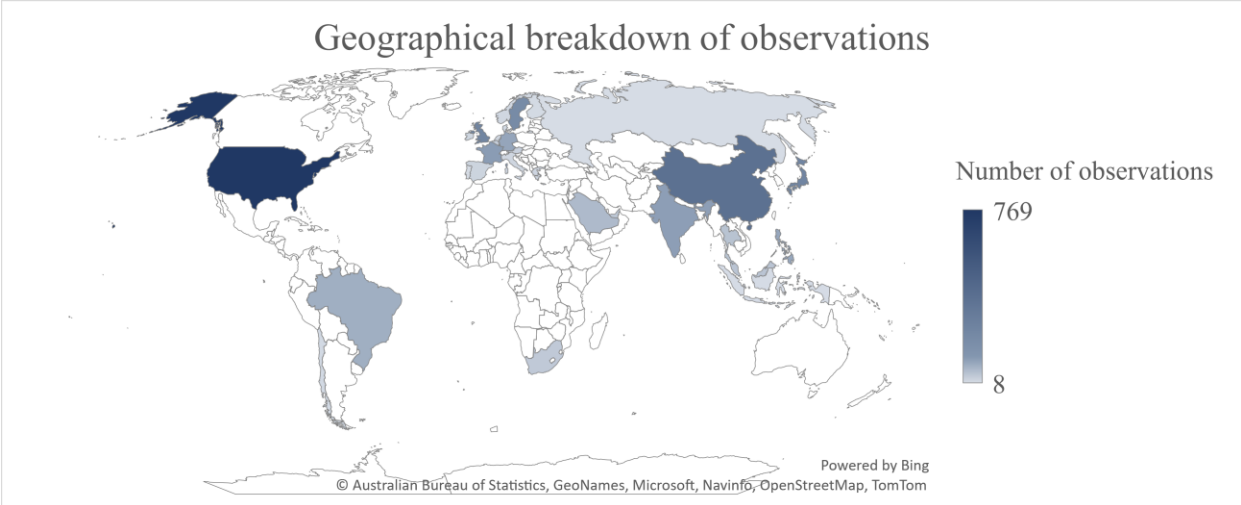 Geographical breakdown of observations
Number of observations
769
8
Powered by Bing
© Australian Bureau of Statistics, GeoNames, Microsoft, Navinfo, OpenStreetMap, TomTom